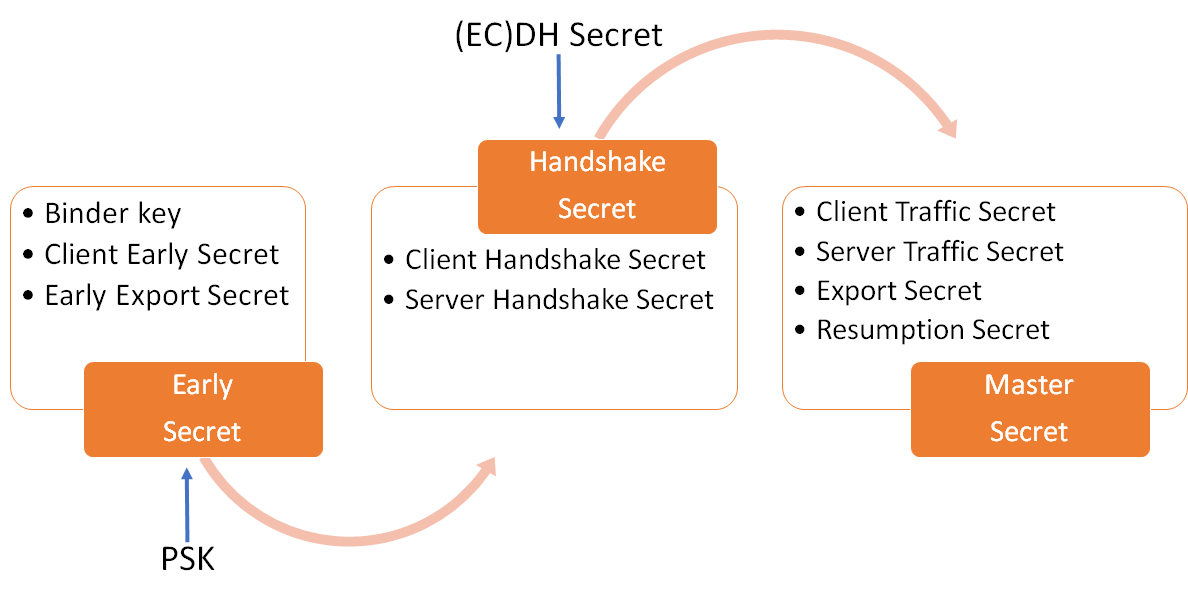 (EC)DH Secret
• Binder key
• Client Early Secret
• Early Export Secret
Early
Secret
PSK
Handshake
Secret
• Client Handshake Secret
• Server Handshake Secret
• Client Traffic Secret
• Server Traffic Secret
• Export Secret
• Resumption Secret
Master
Secret